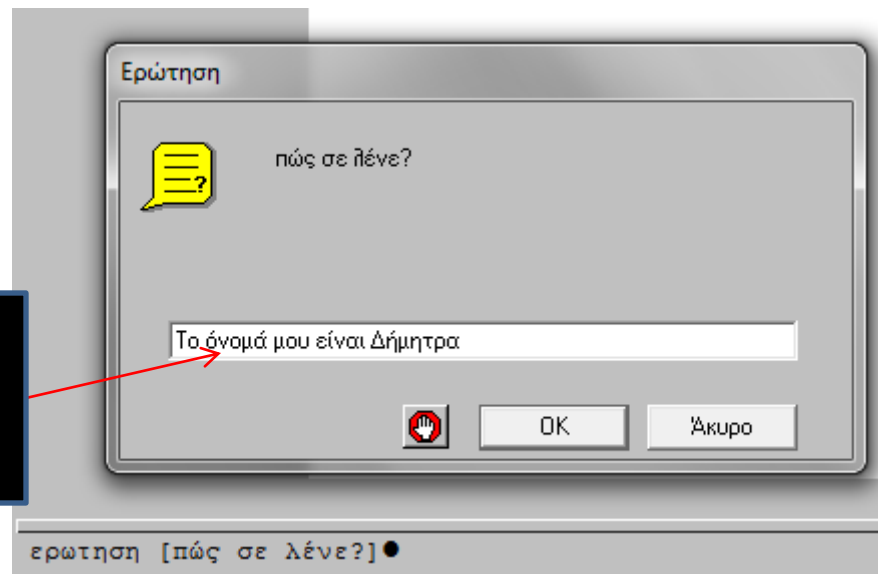 Ερώτηση
πώς σε λένε?
?
Το όνομά μου είναι Δήμητρα
OK
Άκυρο
ερωτηση [πώς σε λένε?]